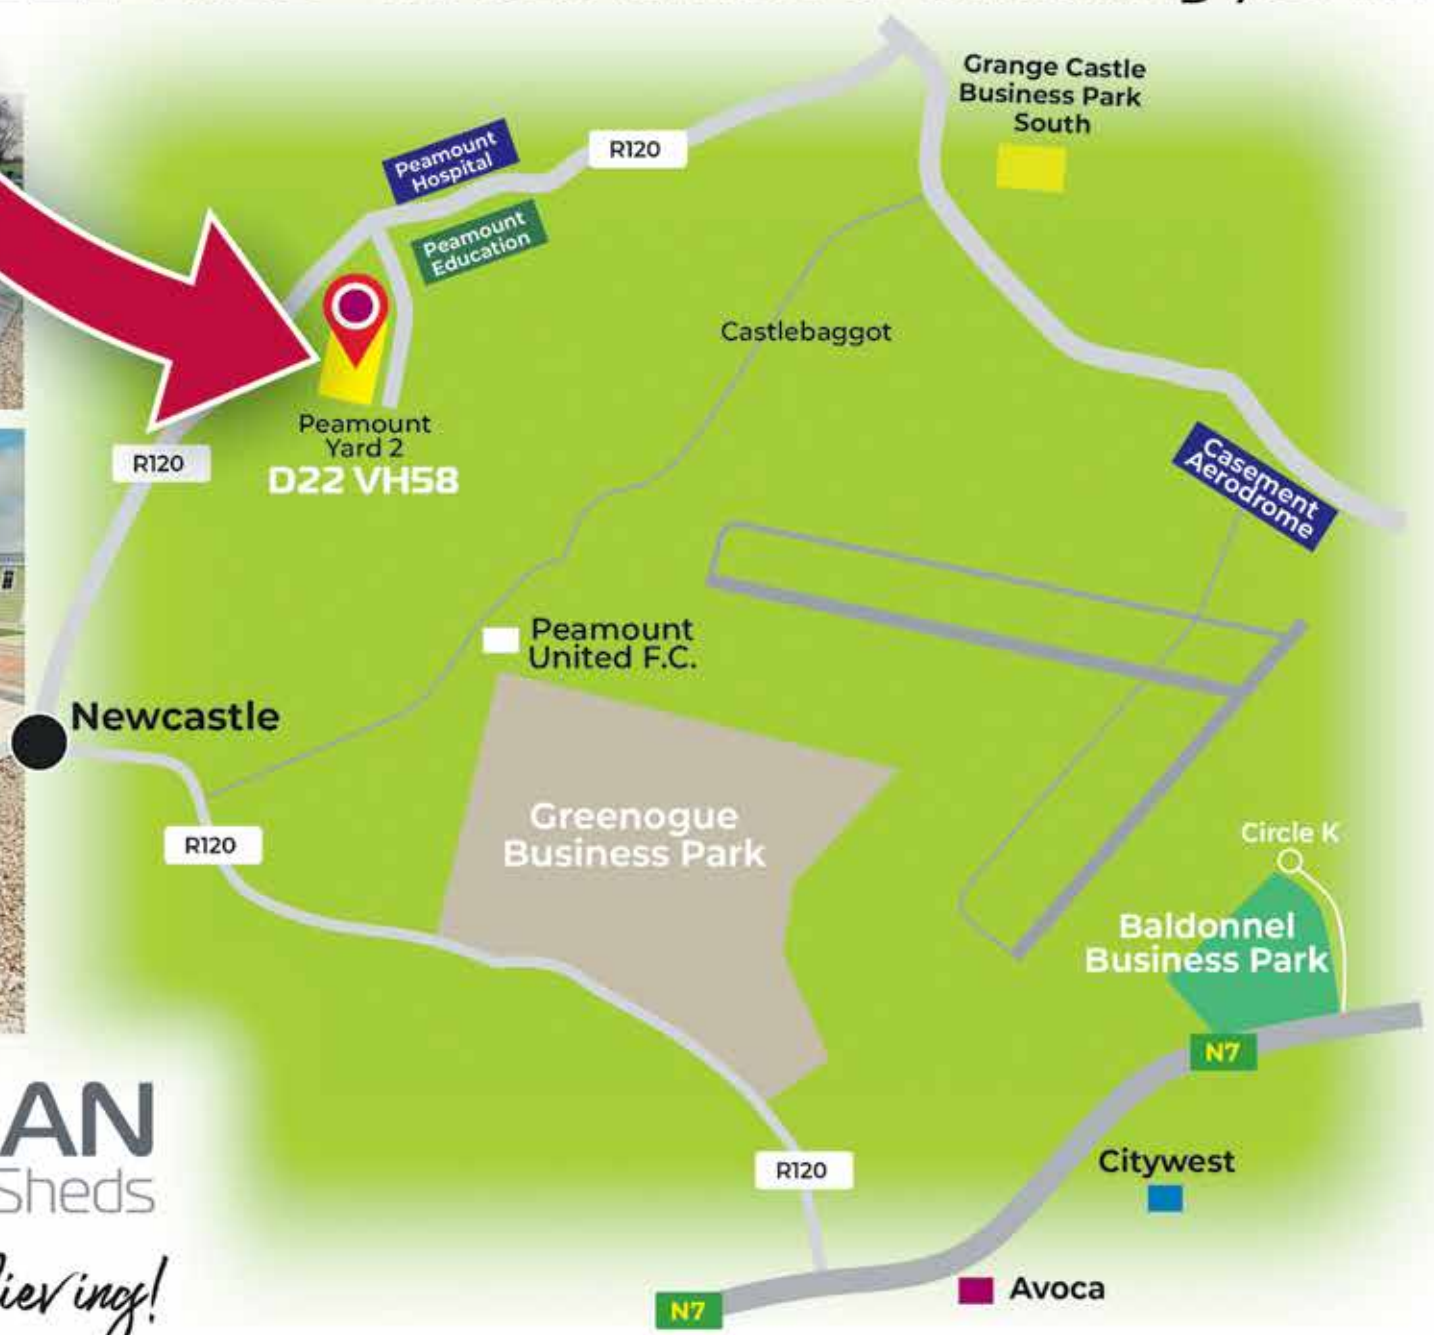 Grange Castle
Business Park
South
Peamount
Hospital
R120
Peamount
Education
Castlebaggot
Peamount
Yard 2
D22 VH58
R120
Casement
Aerodrome
Peamount
United F.C.
Newcastle
Greenogue
Business Park
R120
Circle K
Baldonnel
Business Park
N7
AN
Sheds
Citywest
R120
Avoca
N7